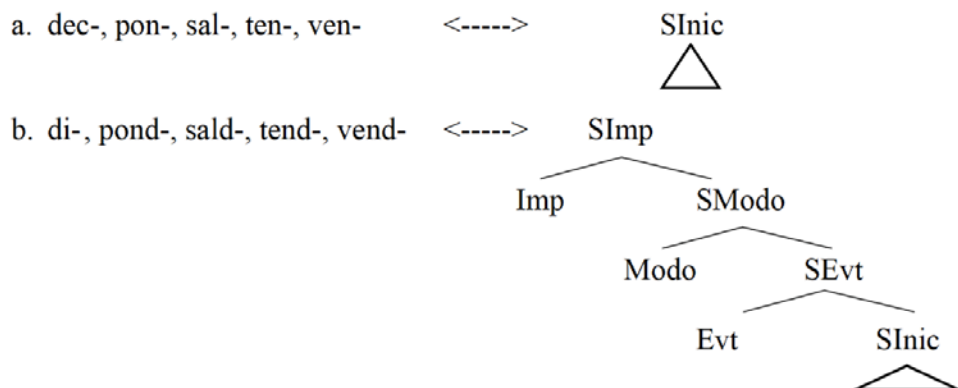 a. dec-, pon-, sal-, ten-, ven- <-----> SInic
b. di-, pond-, sald-, tend-, vend- <-----> SImp
Imp SModo
Modo SEvt
Evt SInic